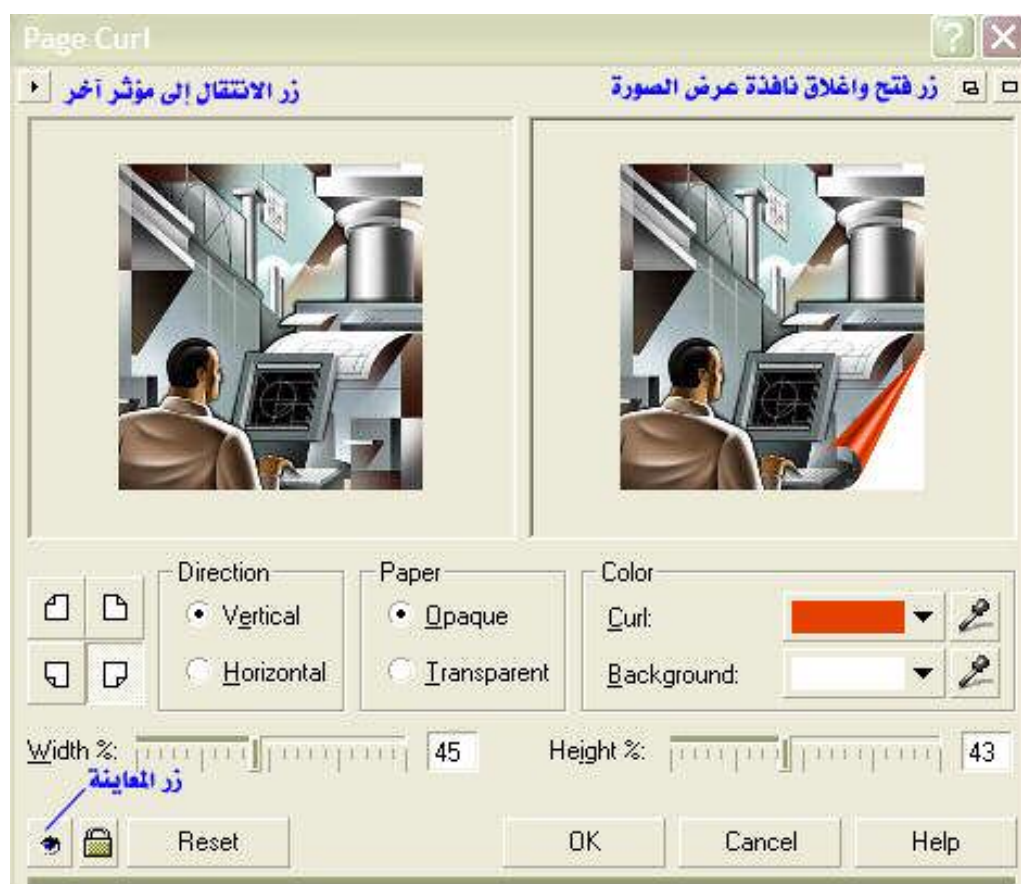 Page Curl
زر الانتقال إلى مؤثر آخر
زر فتح واغلاق نافذة عرض الصورة
Direction
Vertical
Horizontal
Paper
Opaque
Transparent
Color
Curl:
Background:
Width %: 45
Height %: 43
زر المعاينة
Reset
OK
Cancel
Help